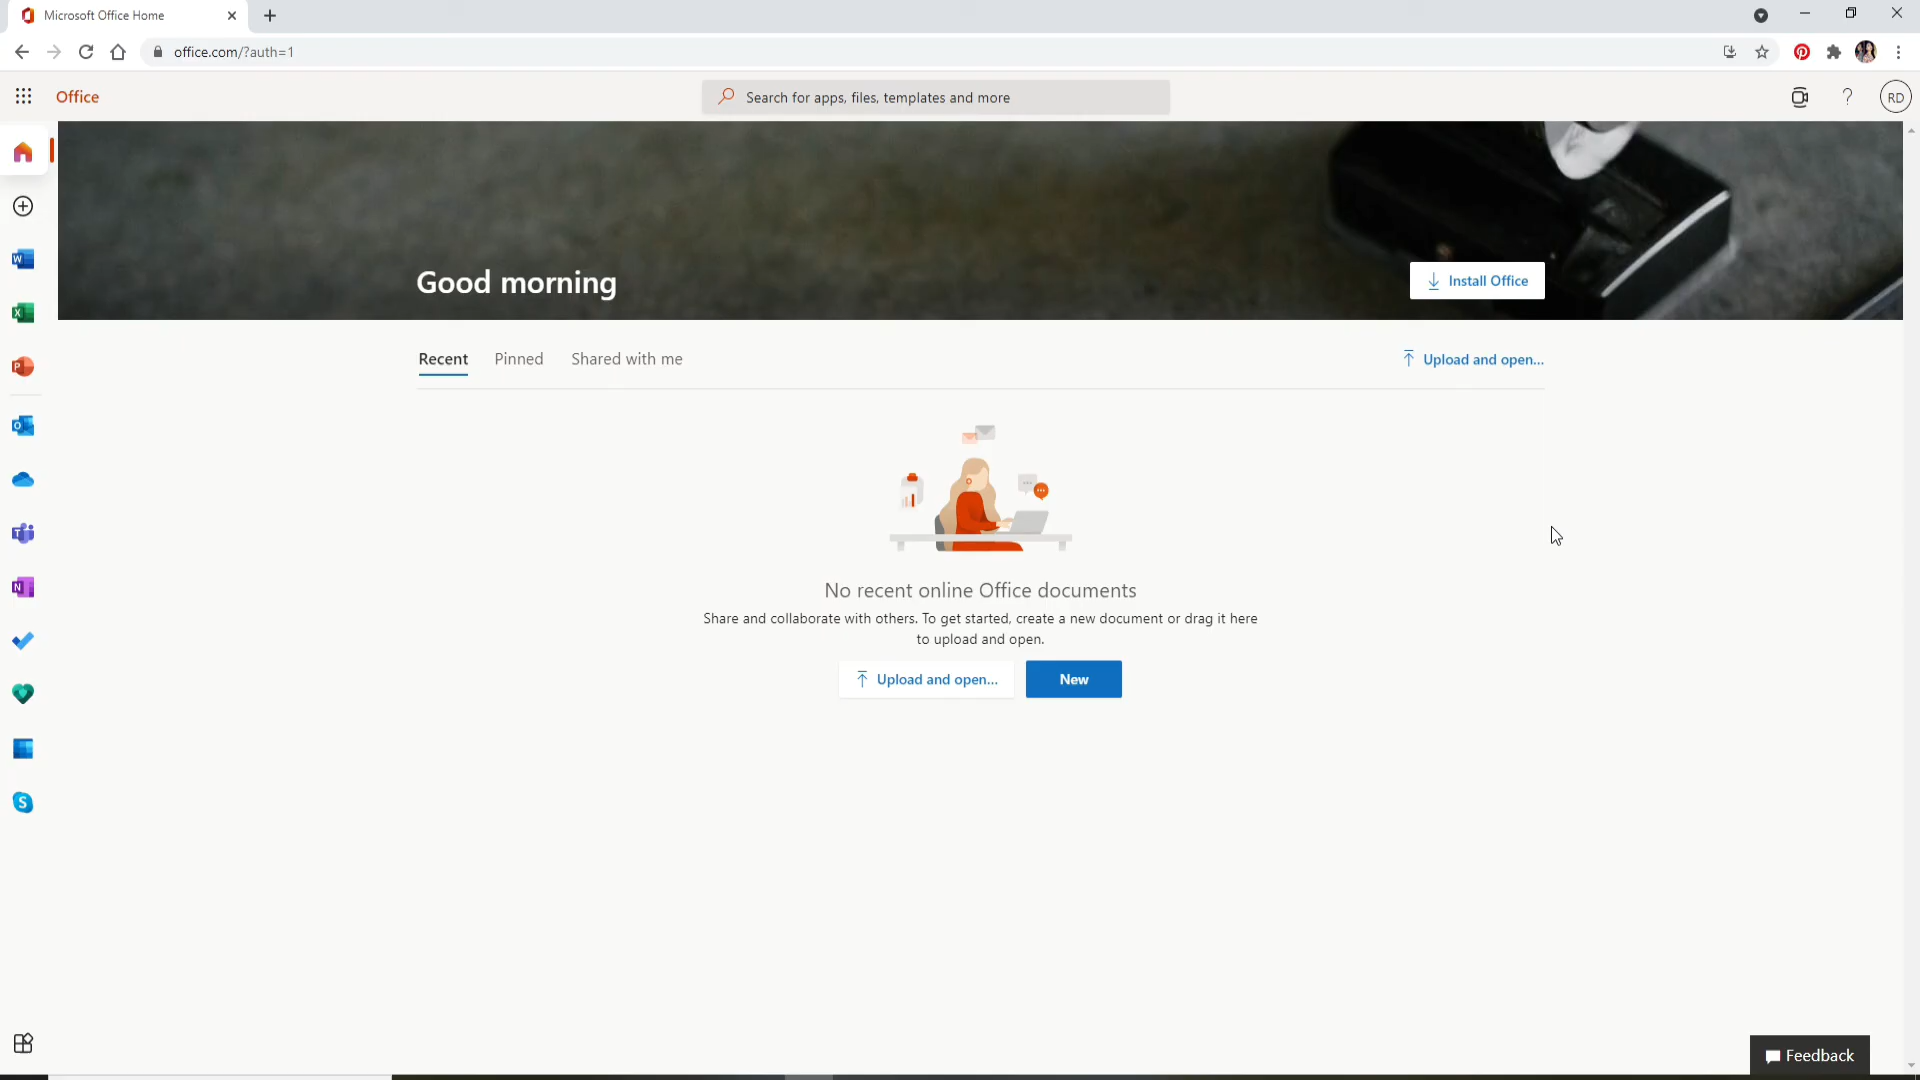 Microsoft Office Home
office.com/?auth=1
Office
Search for apps, files, templates and more
RD
Good morning
Install Office
Recent
Pinned
Shared with me
Upload and open...
No recent online Office documents
Share and collaborate with others. To get started, create a new document or drag it here
to upload and open.
Upload and open...
New
Feedback